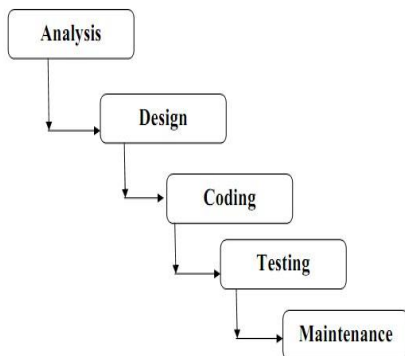 Analysis
Design
Coding
Testing
Maintenance